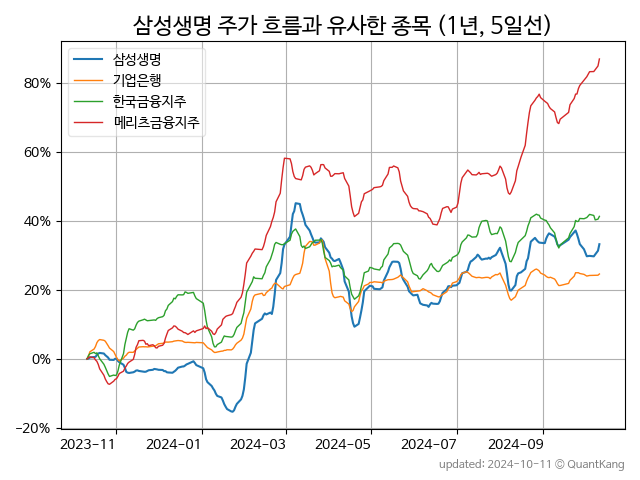 삼성생명 주가 흐름과 유사한 종목 (1년, 5일선)
삼성생명
기업은행
한국금융지주
메리츠금융지주
80%
60%
40%
20%
0%
−20%
2023-11
2024-01
2024-03
2024-05
2024-07
2024-09
updated: 2024-10-11 © QuantKang